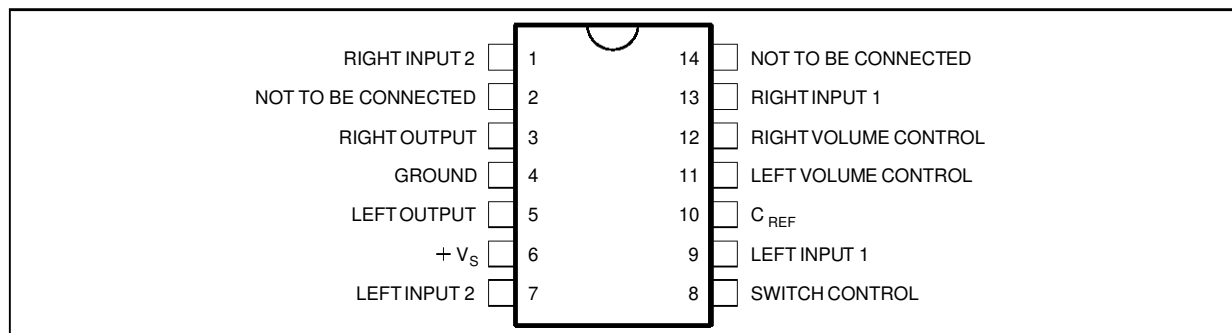 RIGHT INPUT 2 1 14 NOT TO BE CONNECTED
NOT TO BE CONNECTED 2 13 RIGHT INPUT 1
RIGHT OUTPUT 3 12 RIGHT VOLUME CONTROL
GROUND 4 11 LEFT VOLUME CONTROL
LEFT OUTPUT 5 10 C REF
+ VS 6 9 LEFT INPUT 1
LEFT INPUT 2 7 8 SWITCH CONTROL